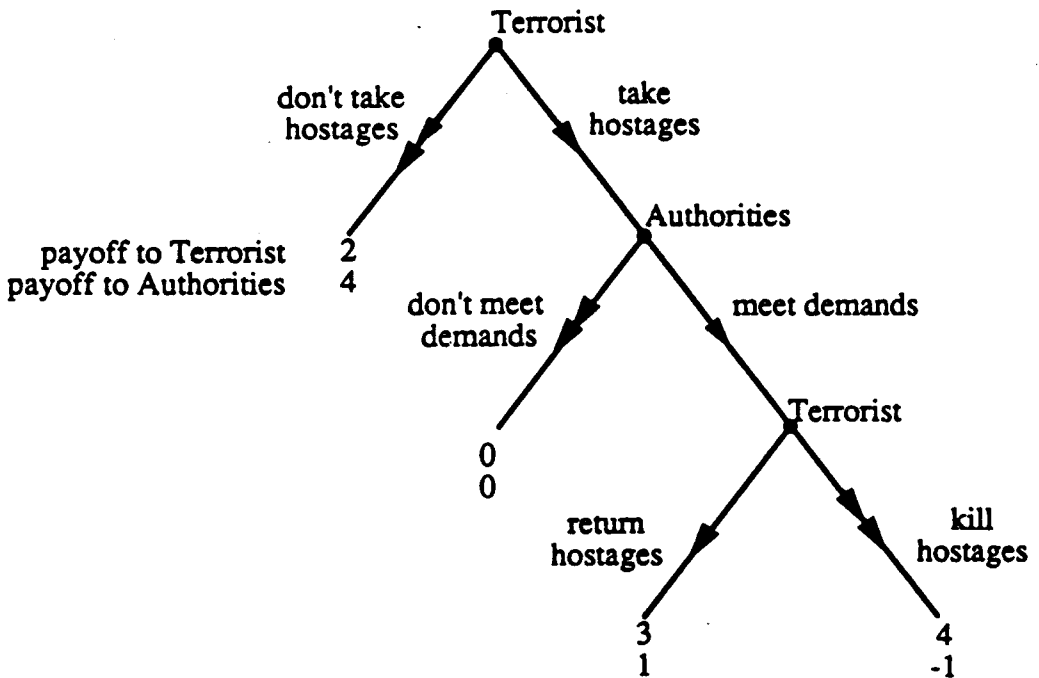 Terrorist
don't take
hostages
take
hostages
Authorities
payoff to Terrorist 2
payoff to Authorities 4
don't meet
demands
meet demands
Terrorist
0
0
return
hostages
kill
hostages
3 4
1 -1